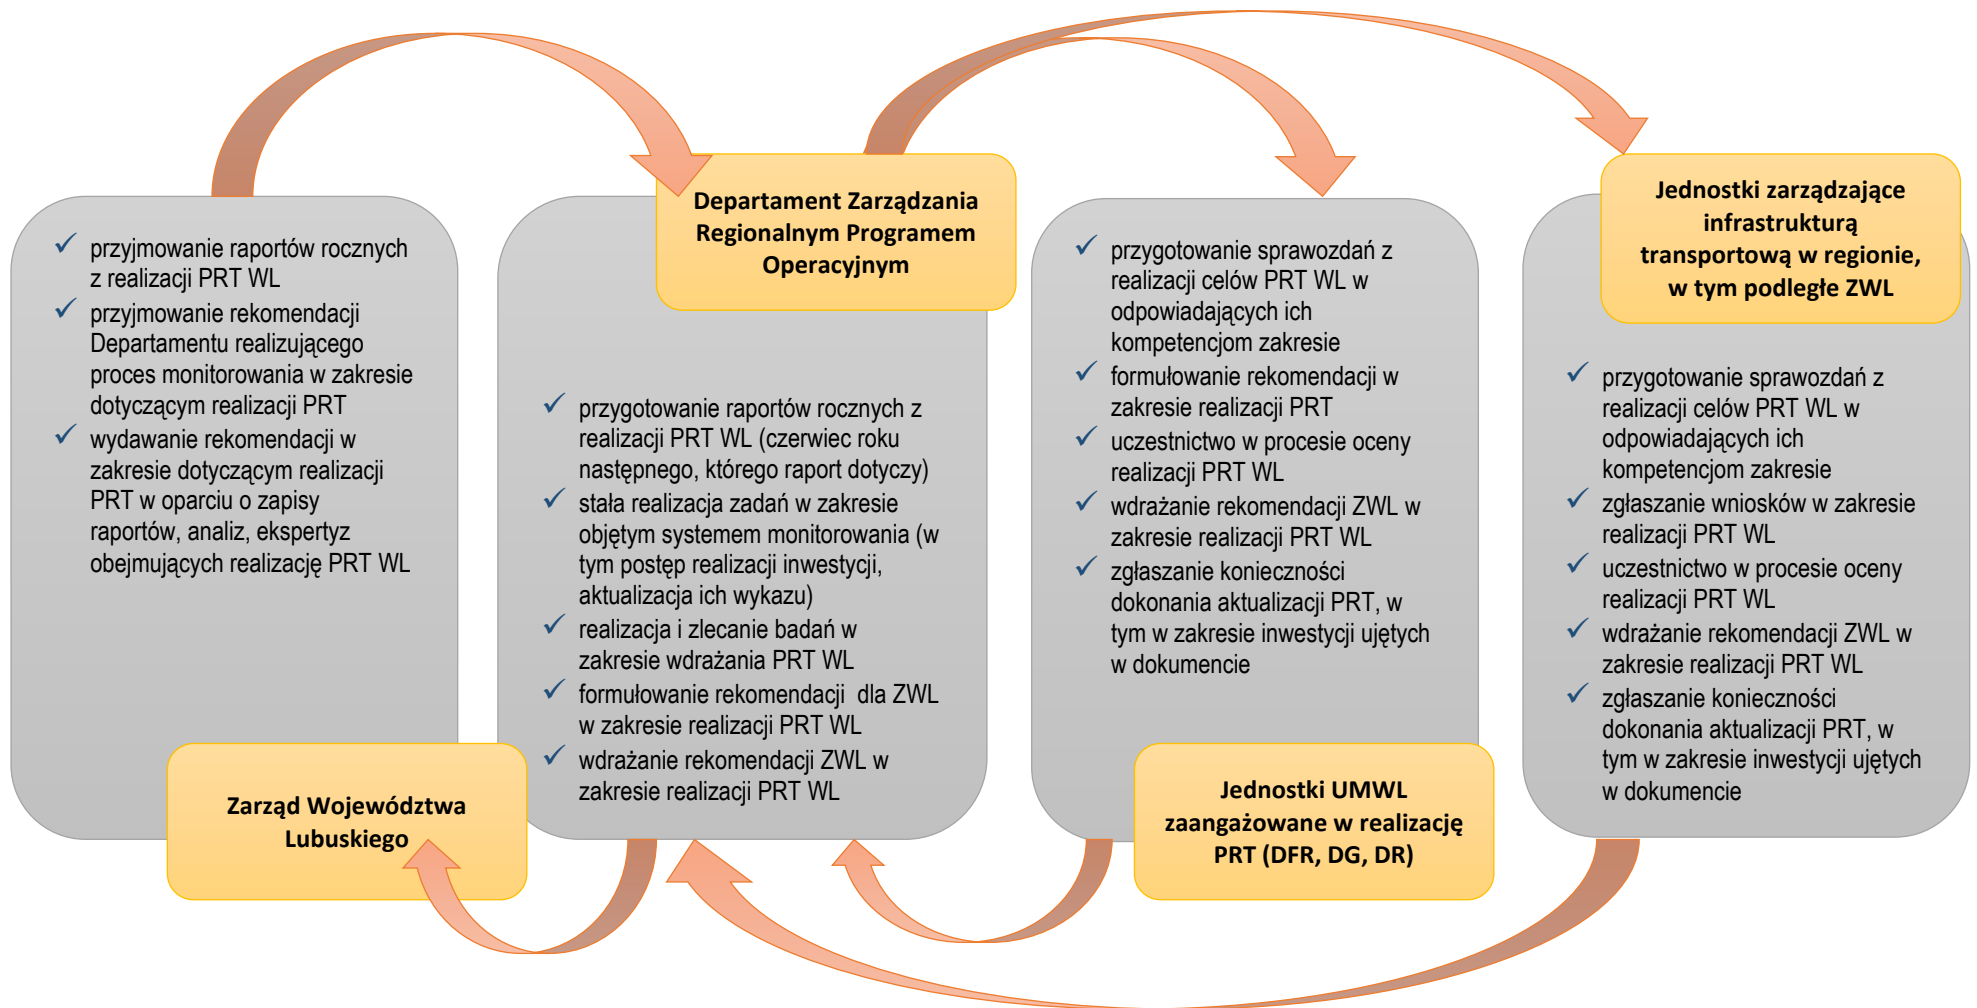 przyjmowanie raportów rocznych
z realizacji PRT WL
przyjmowanie rekomendacji
Departamentu realizującego
proces monitorowania w zakresie
dotyczącym realizacji PRT
wydawanie rekomendacji w
zakresie dotyczącym realizacji
PRT w oparciu o zapisy
raportów, analiz, ekspertyz
obejmujących realizację PRT WL
Zarząd Województwa
Lubuskiego
Departament Zarządzania
Regionalnym Programem
Operacyjnym
przygotowanie raportów rocznych z
realizacji PRT WL (czerwiec roku
następnego, którego raport dotyczy)
stała realizacja zadań w zakresie
objętym systemem monitorowania (w
tym postęp realizacji inwestycji,
aktualizacja ich wykazu)
realizacja i zlecanie badań w
zakresie wdrażania PRT WL
formułowanie rekomendacji dla ZWL
w zakresie realizacji PRT WL
wdrażanie rekomendacji ZWL w
zakresie realizacji PRT WL
przygotowanie sprawozdań z
realizacji celów PRT WL w
odpowiadających ich
kompetencjom zakresie
formułowanie rekomendacji w
zakresie realizacji PRT
uczestnictwo w procesie oceny
realizacji PRT WL
wdrażanie rekomendacji ZWL w
zakresie realizacji PRT WL
zgłaszanie konieczności
dokonania aktualizacji PRT, w
tym w zakresie inwestycji ujętych
w dokumencie
Jednostki UMWL
zaangażowane w realizację
PRT (DFR, DG, DR)
Jednostki zarządzające
infrastrukturą
transportową w regionie,
w tym podległe ZWL
przygotowanie sprawozdań z
realizacji celów PRT WL w
odpowiadających ich
kompetencjom zakresie
zgłaszanie wniosków w zakresie
realizacji PRT WL
uczestnictwo w procesie oceny
realizacji PRT WL
wdrażanie rekomendacji ZWL w
zakresie realizacji PRT WL
zgłaszanie konieczności
dokonania aktualizacji PRT, w
tym w zakresie inwestycji ujętych
w dokumencie